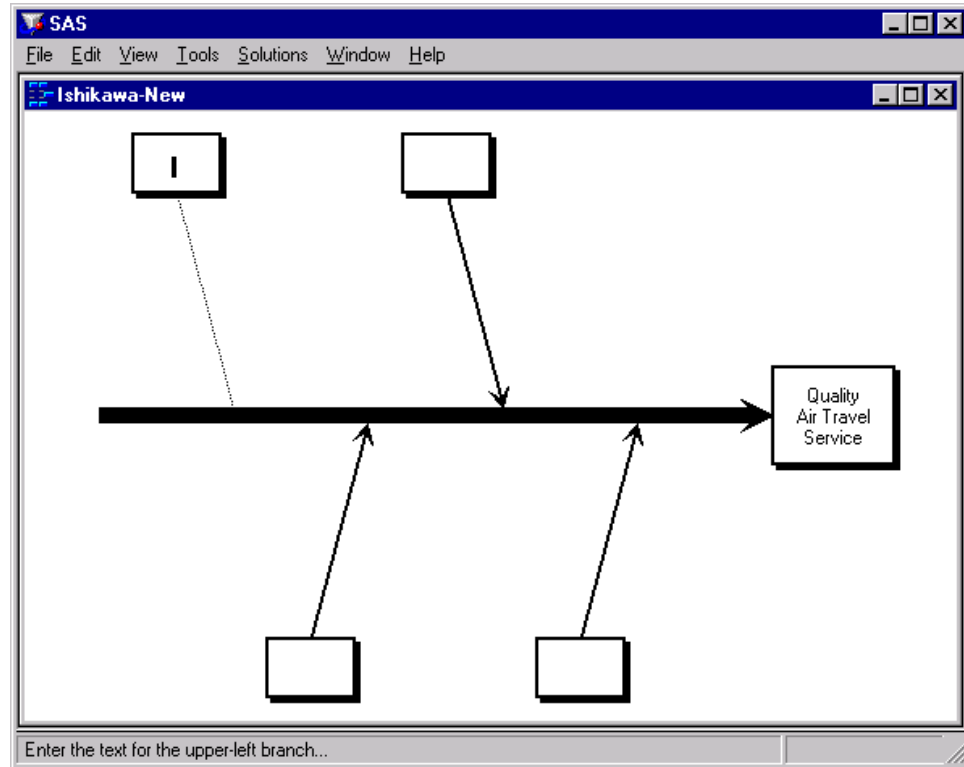 SAS
File Edit View Tools Solutions Window Help
Ishikawa-New
Quality
Air Travel
Service
Enter the text for the upper-left branch...